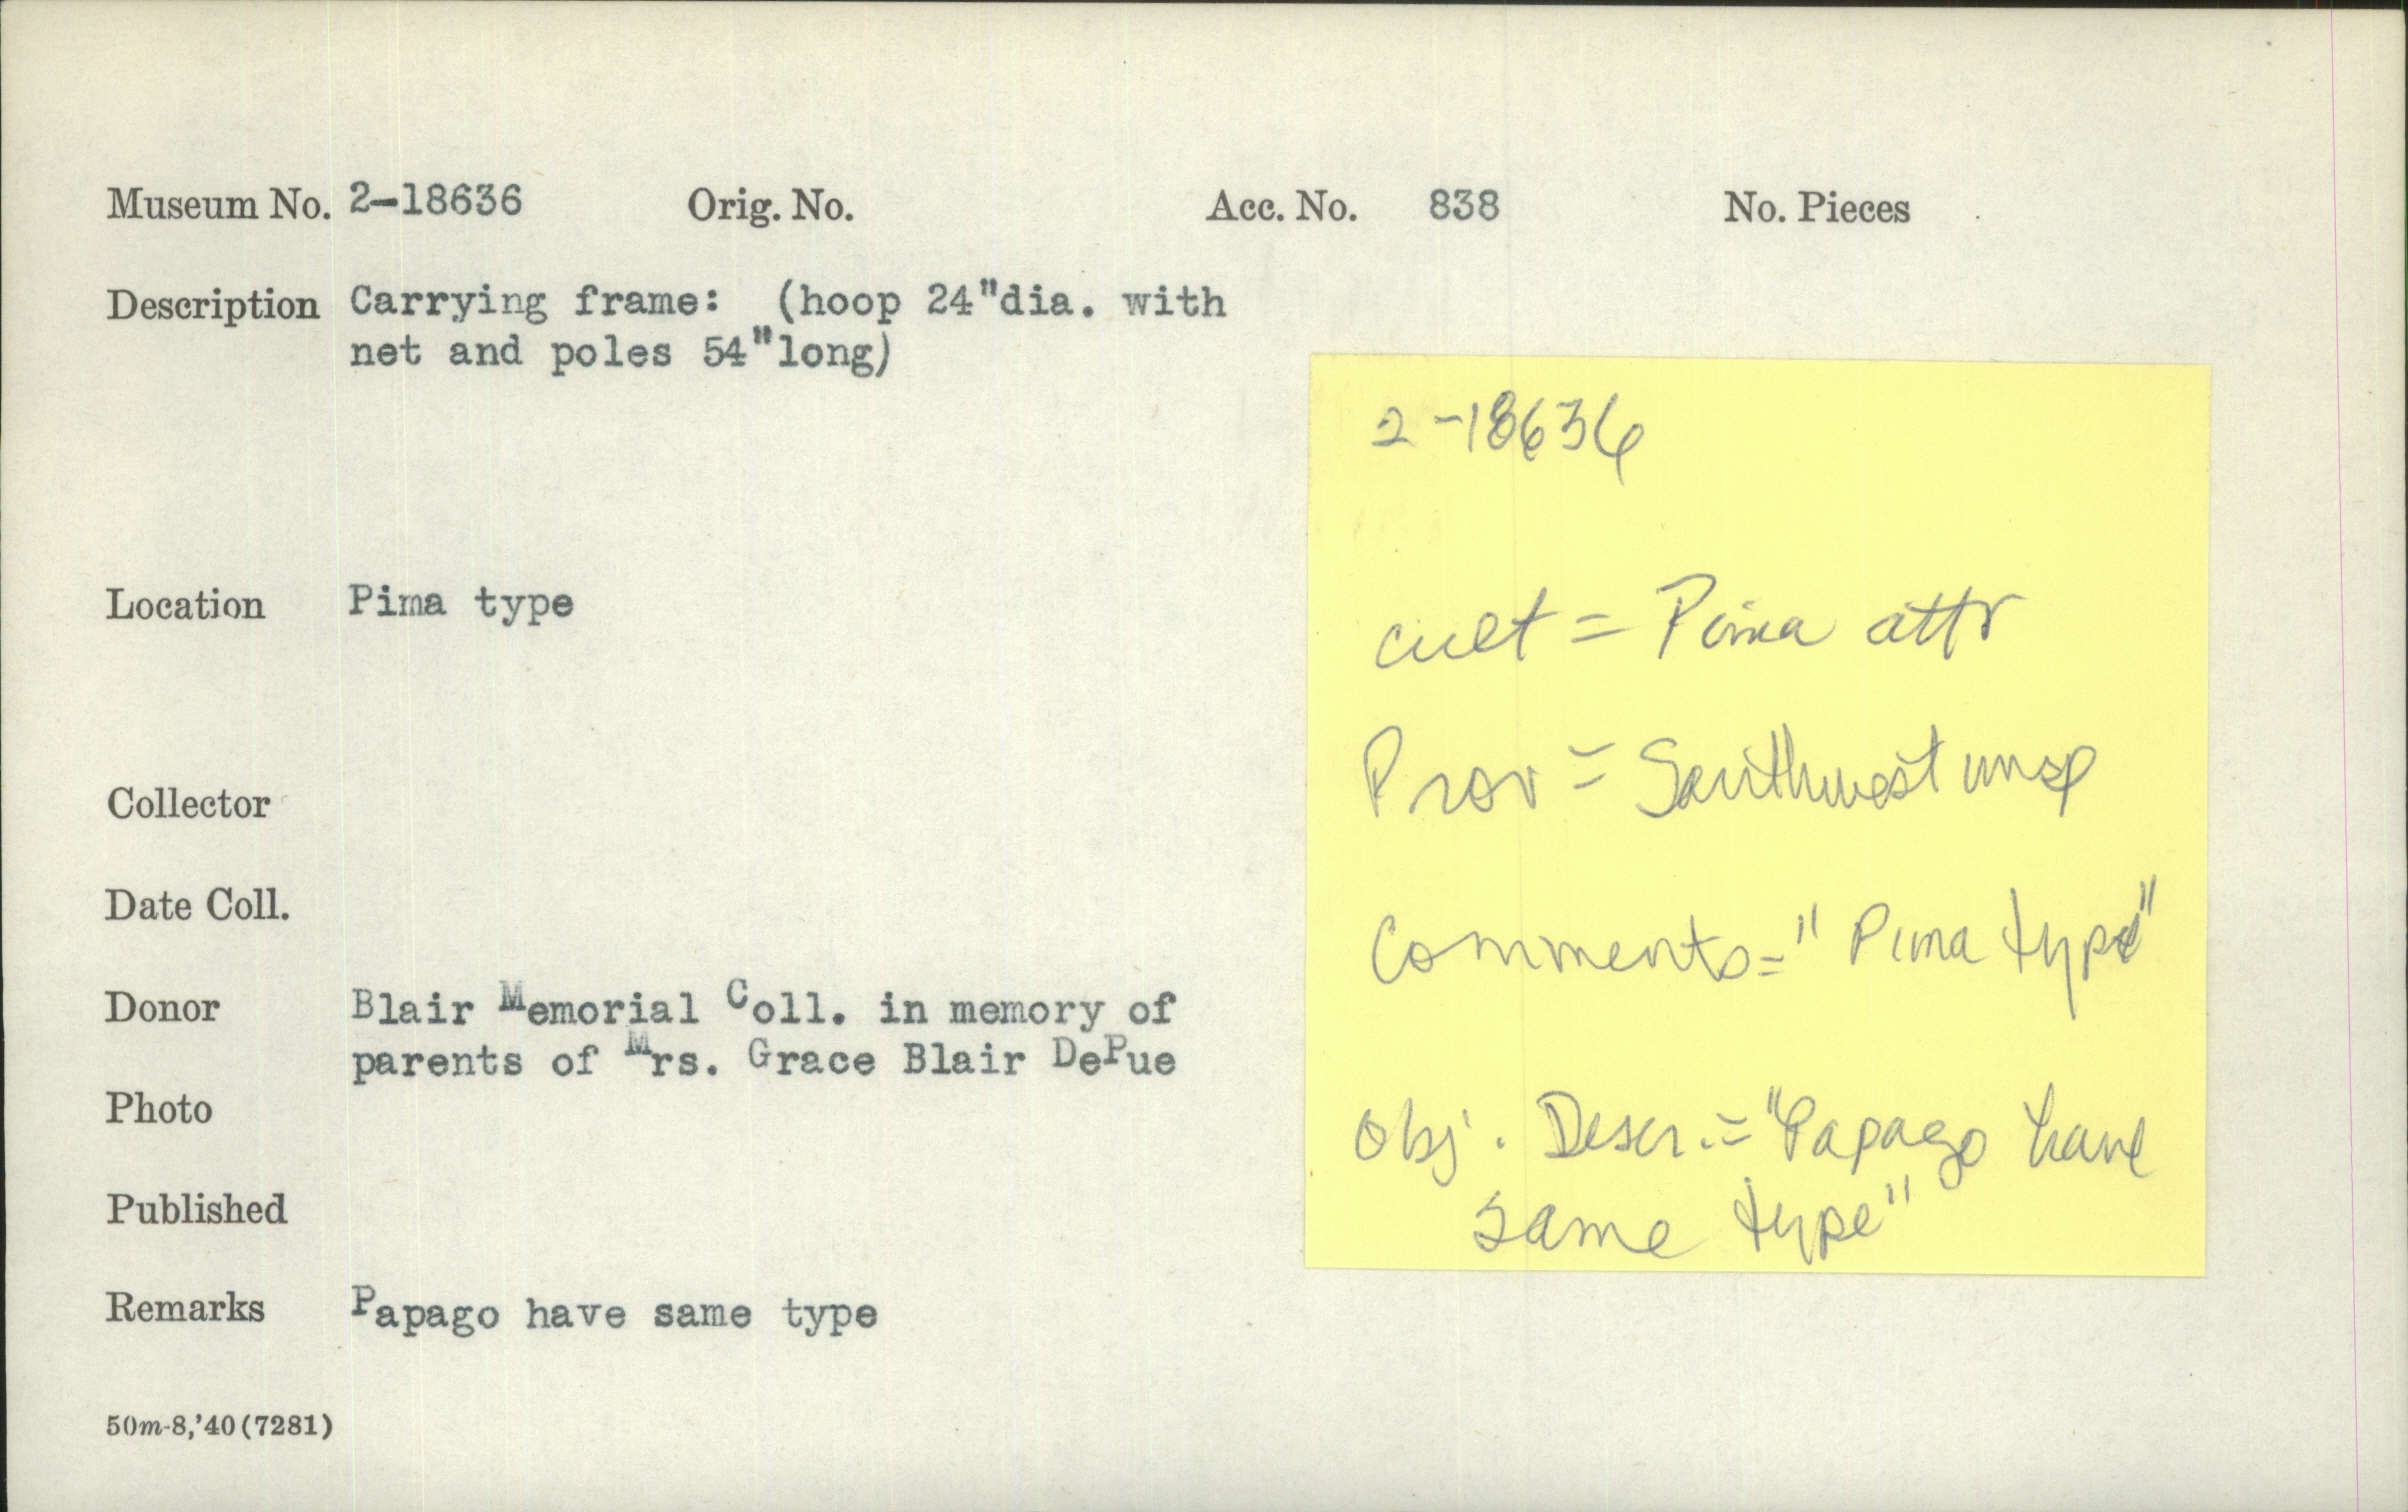 Museum No. 2-18636 Orig. No. Acc. No. 838 No. Pieces
Description Carrying frame: (hoop 24"dia. with
net and poles 54"long)
Location Pima type
Collector
Date Coll.
Donor Blair Memorial Coll. in memory of
parents of Mrs. Grace Blair DePue
Photo
Published
Remarks Papago have same type
50m-8,'40(7281)
2-18636
cult = Pima attr
Prov = Southwest unsp
Comments = "Pima type"
Obj. Descr. = "Papago have
same type"